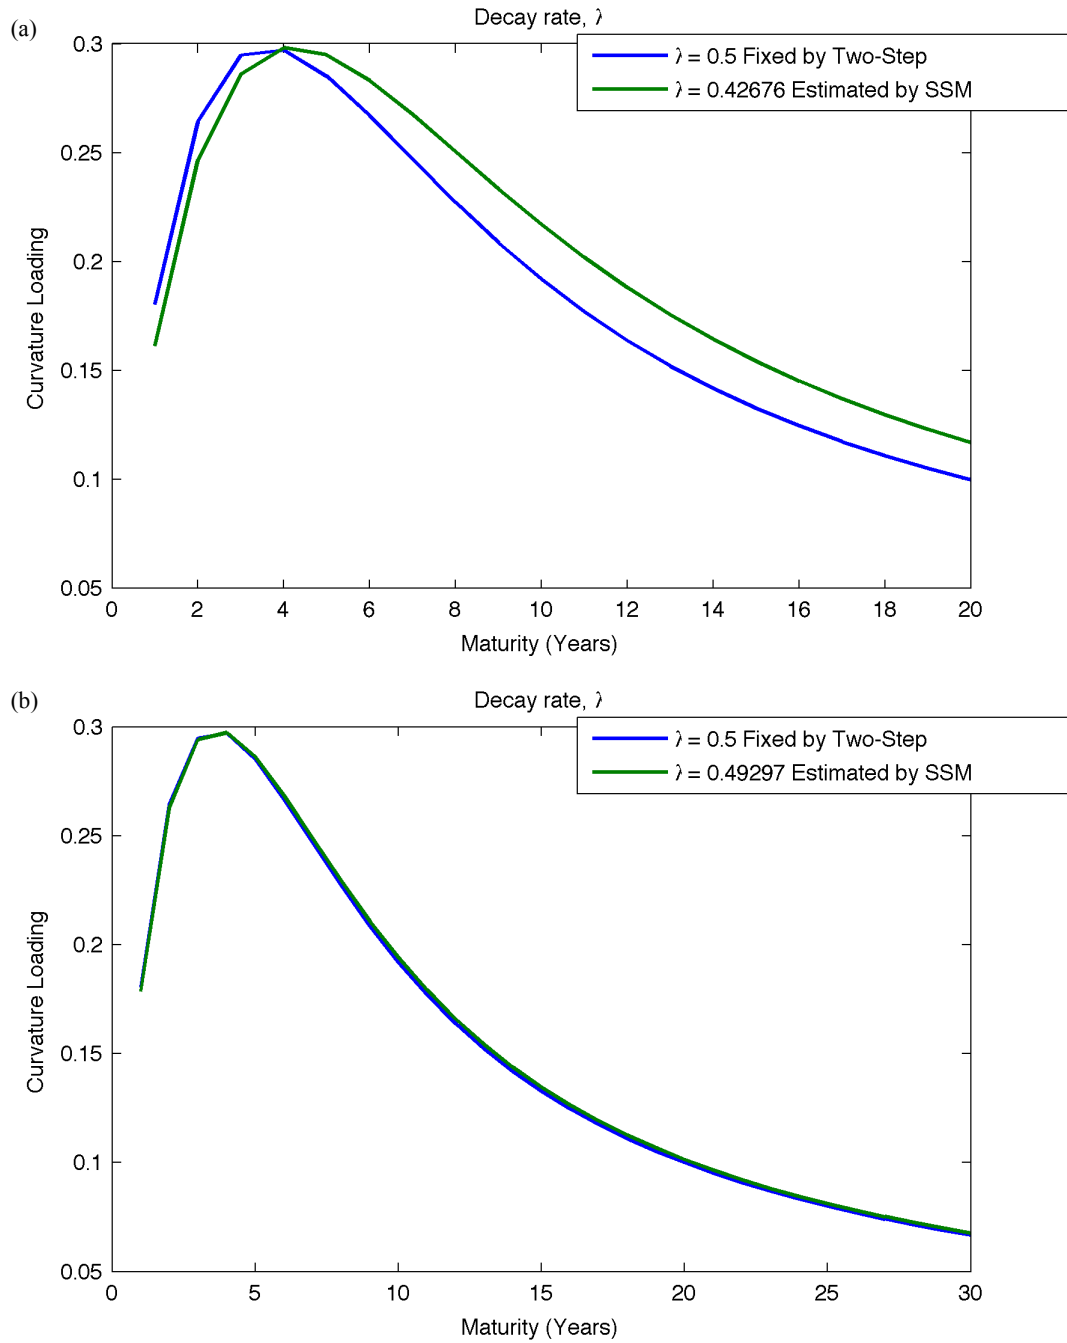 (a)
Decay rate, λ
λ = 0.5 Fixed by Two-Step
λ = 0.42676 Estimated by SSM
0.3
0.25
0.2
0.15
0.1
0.05
Curvature Loading
0 2 4 6 8 10 12 14 16 18 20
Maturity (Years)
(b)
Decay rate, λ
λ = 0.5 Fixed by Two-Step
λ = 0.49297 Estimated by SSM
0.3
0.25
0.2
0.15
0.1
0.05
Curvature Loading
0 5 10 15 20 25 30
Maturity (Years)